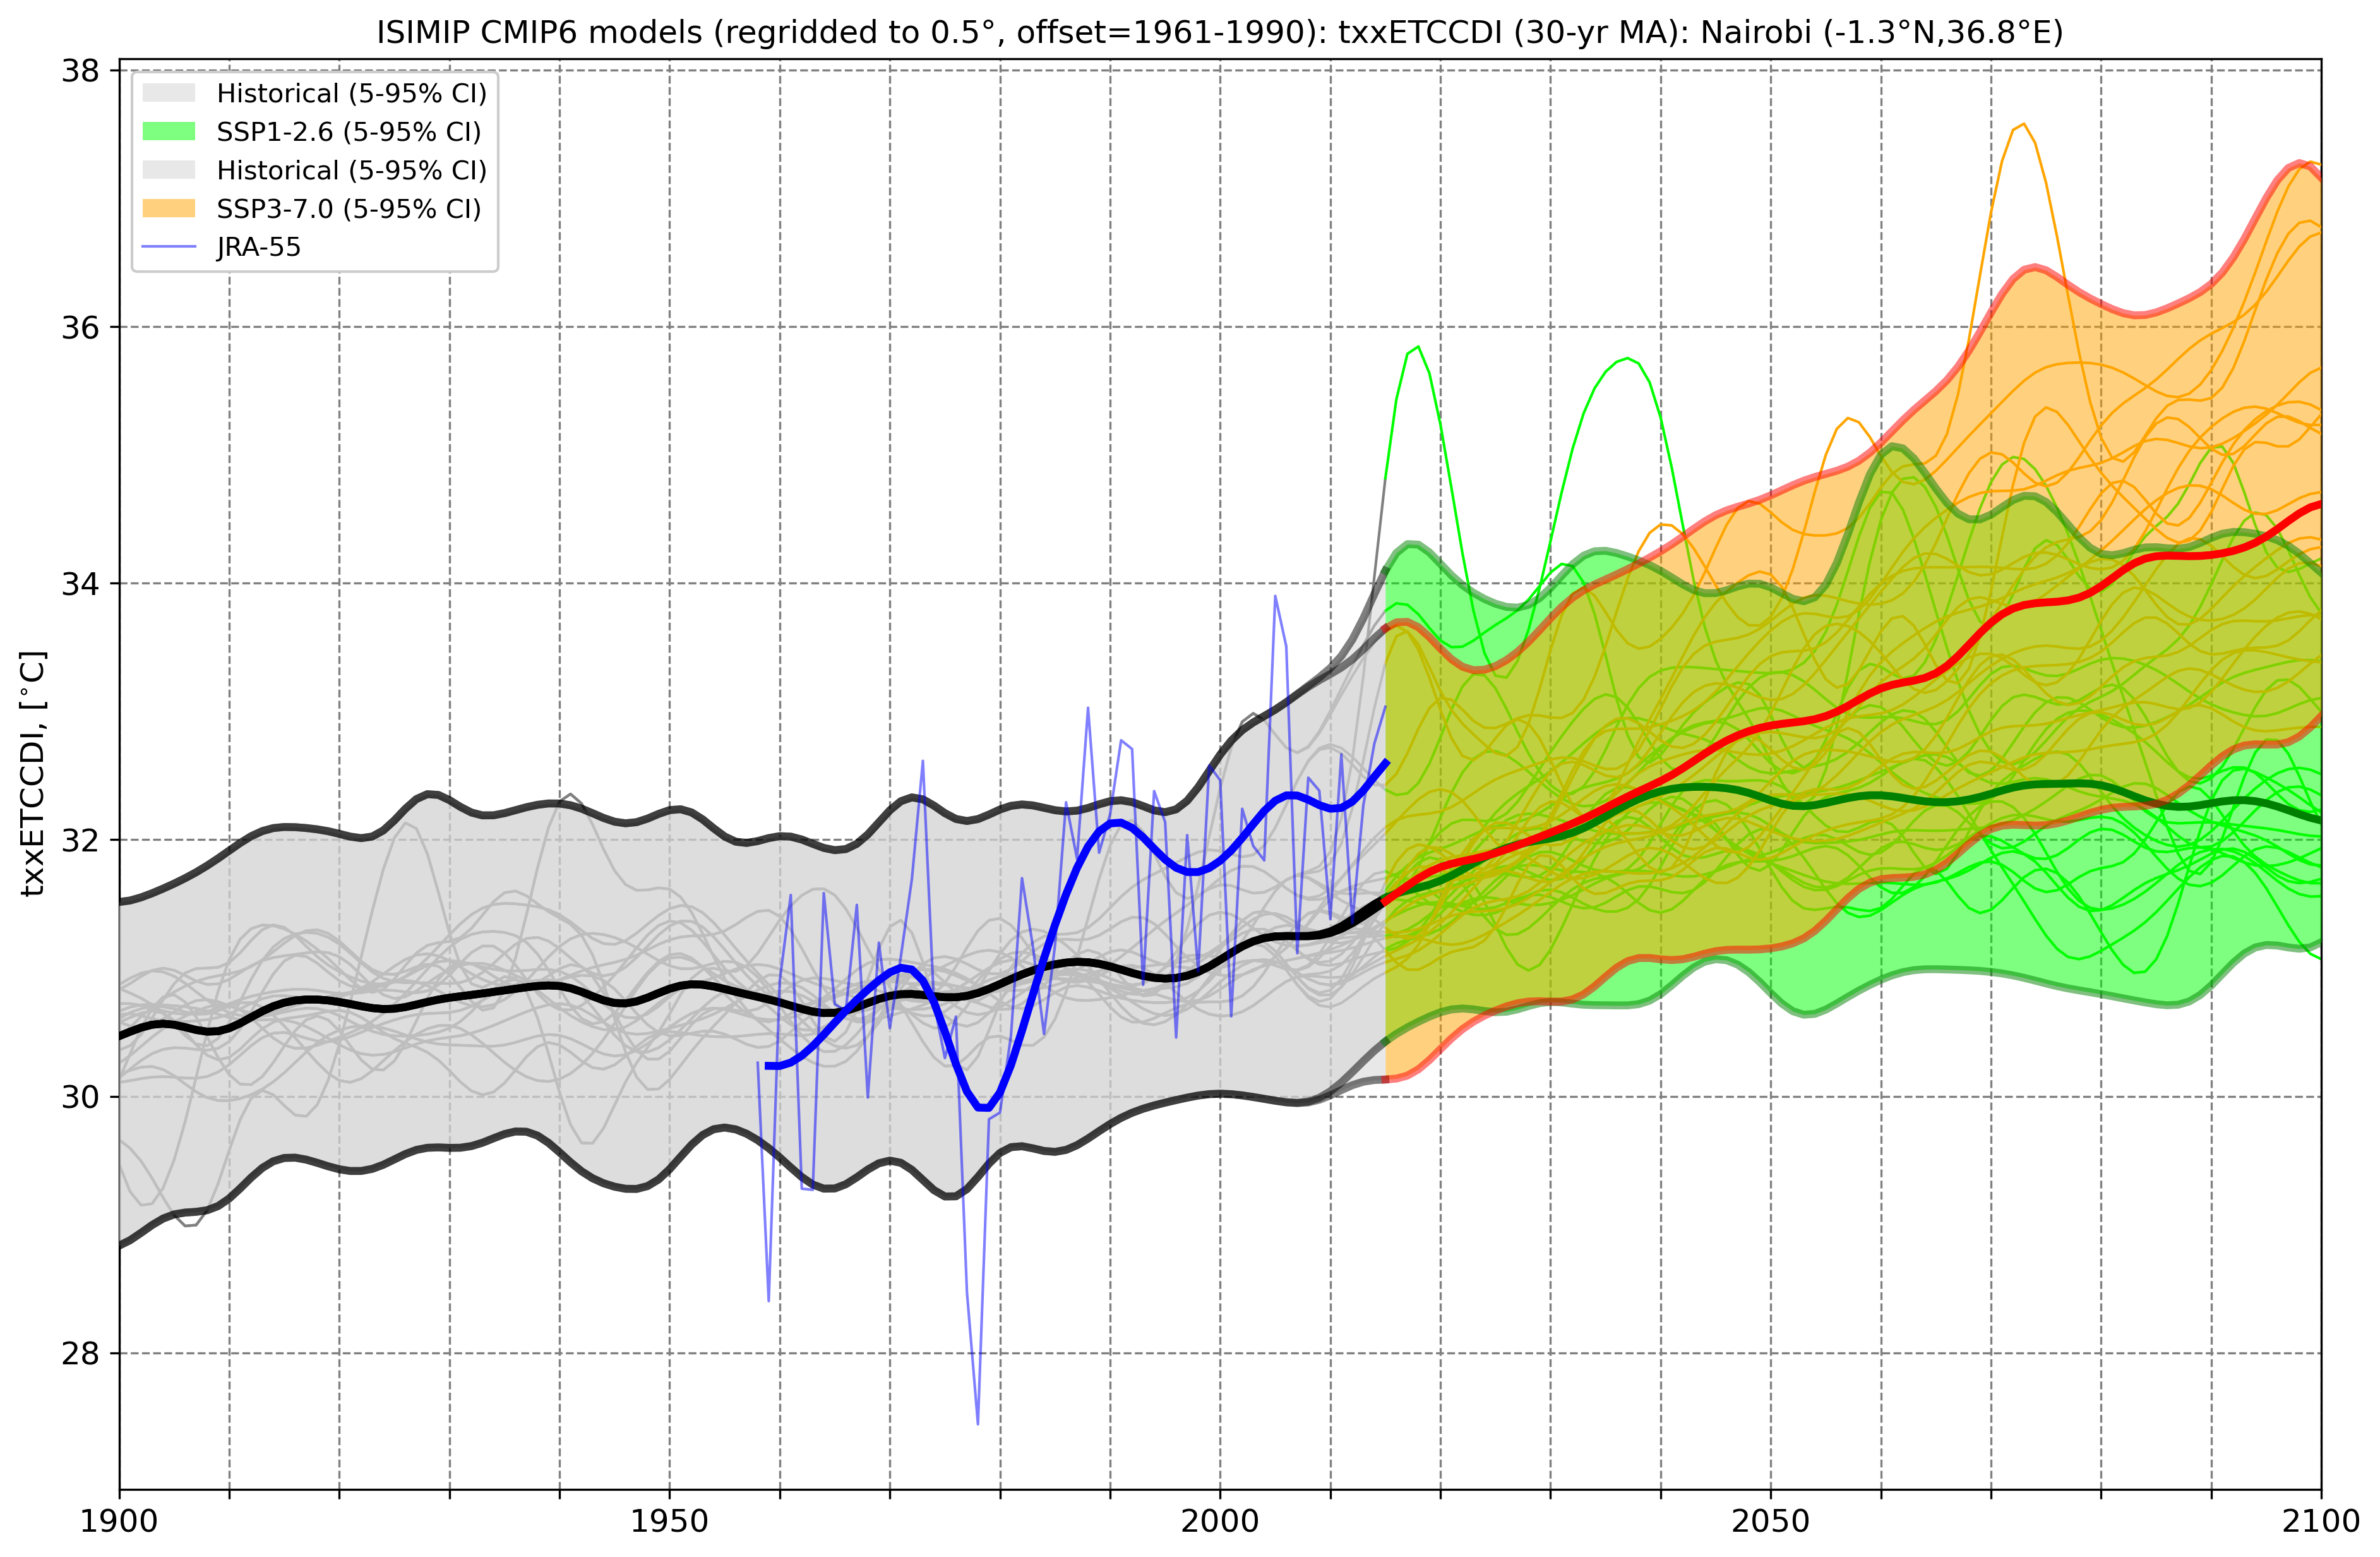 ISIMIP CMIP6 models (regridded to 0.5°, offset=1961-1990): txxETCCDI (30-yr MA): Nairobi (-1.3°N,36.8°E)
Historical (5-95% CI)
SSP1-2.6 (5-95% CI)
Historical (5-95% CI)
SSP3-7.0 (5-95% CI)
JRA-55
txxETCCDI, [°C]
38
36
34
32
30
28
1900
1950
2000
2050
2100